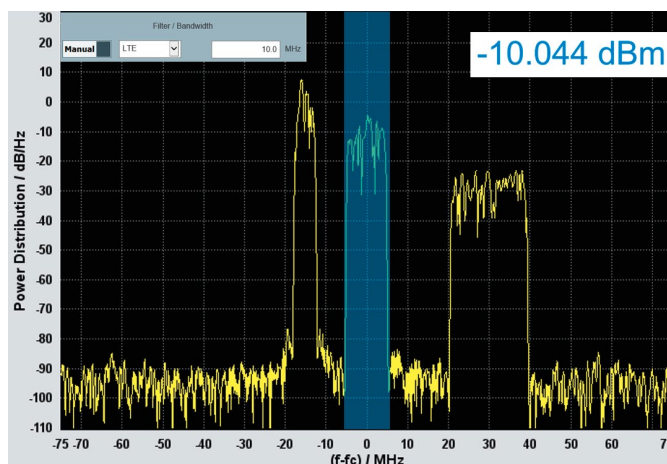 Filter / Bandwidth
Manual LTE 10.0 MHz
-10.044 dBm
Power Distribution / dB/Hz
30
20
10
0
-10
-20
-30
-40
-50
-60
-70
80
-90
-100
-110
-75 -70 -60 -50 -40 -30 -20 -10 0 10 20 30 40 50 60 7
(f-fc) / MHz